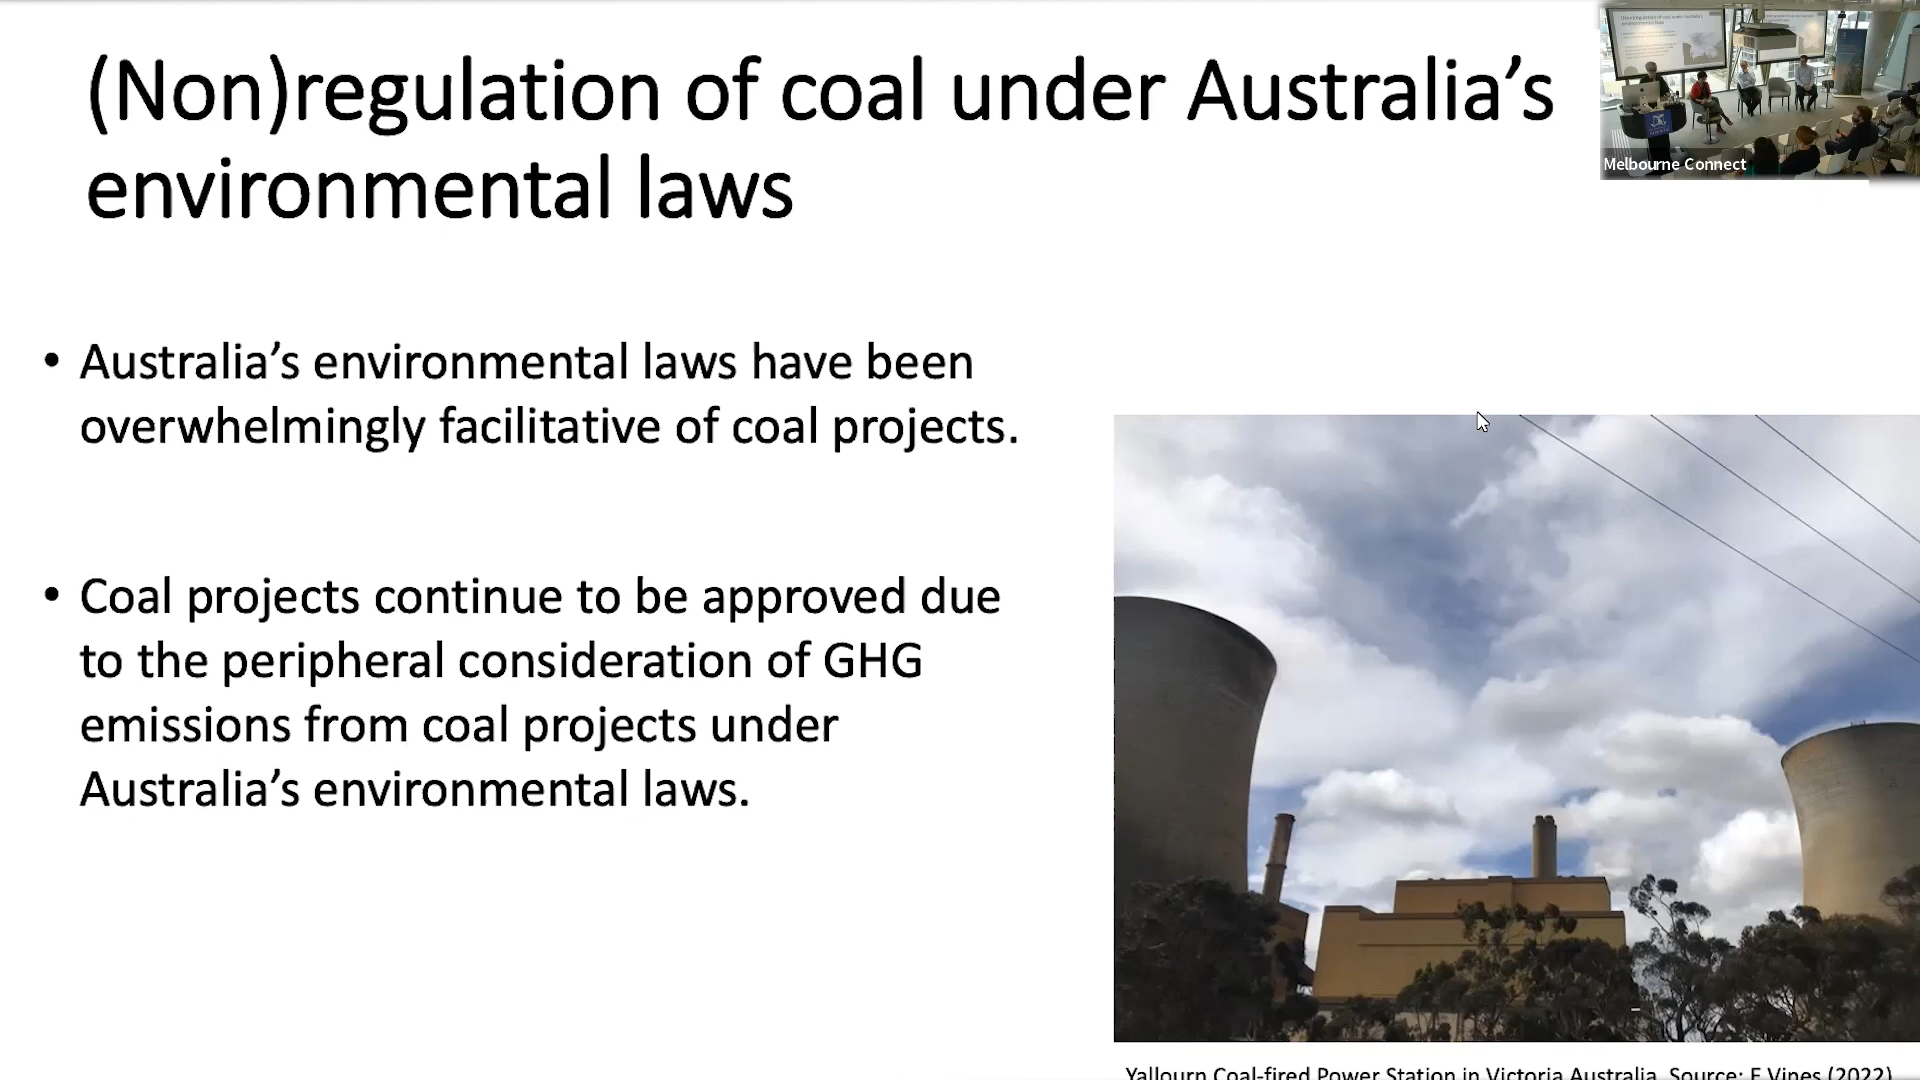 (Non)regulation of coal under Australia’s
environmental laws
Melbourne Connect
• Australia’s environmental laws have been
overwhelmingly facilitative of coal projects.
• Coal projects continue to be approved due
to the peripheral consideration of GHG
emissions from coal projects under
Australia’s environmental laws.
Yallourn Coal-fired Power Station in Victoria Australia. Source: E Vines (2022)